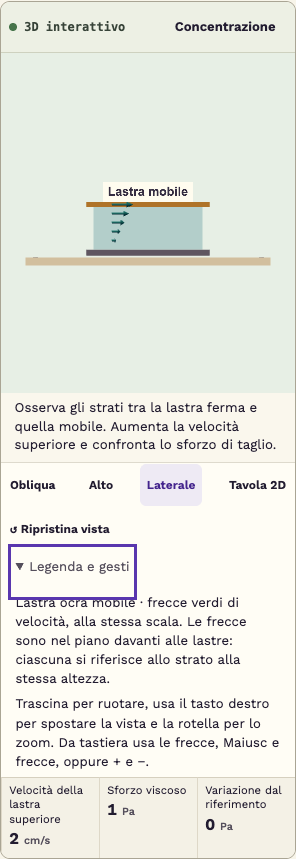 3D interattivo
Concentrazione
Lastra mobile
Osserva gli strati tra la lastra ferma e
quella mobile. Aumenta la velocità
superiore e confronta lo sforzo di taglio.
Obliqua
Alto
Laterale
Tavola 2D
↺ Ripristina vista
▼ Legenda e gesti
Lastra ocra mobile · frecce verdi di
velocità, alla stessa scala. Le frecce
sono nel piano davanti alle lastre:
ciascuna si riferisce allo strato alla
stessa altezza.
Trascina per ruotare, usa il tasto destro
per spostare la vista e la rotella per lo
zoom. Da tastiera usa le frecce, Maiusc e
frecce, oppure + e −.
Velocità della
lastra
superiore
2 cm/s
Sforzo viscoso
1 Pa
Variazione dal
riferimento
0 Pa